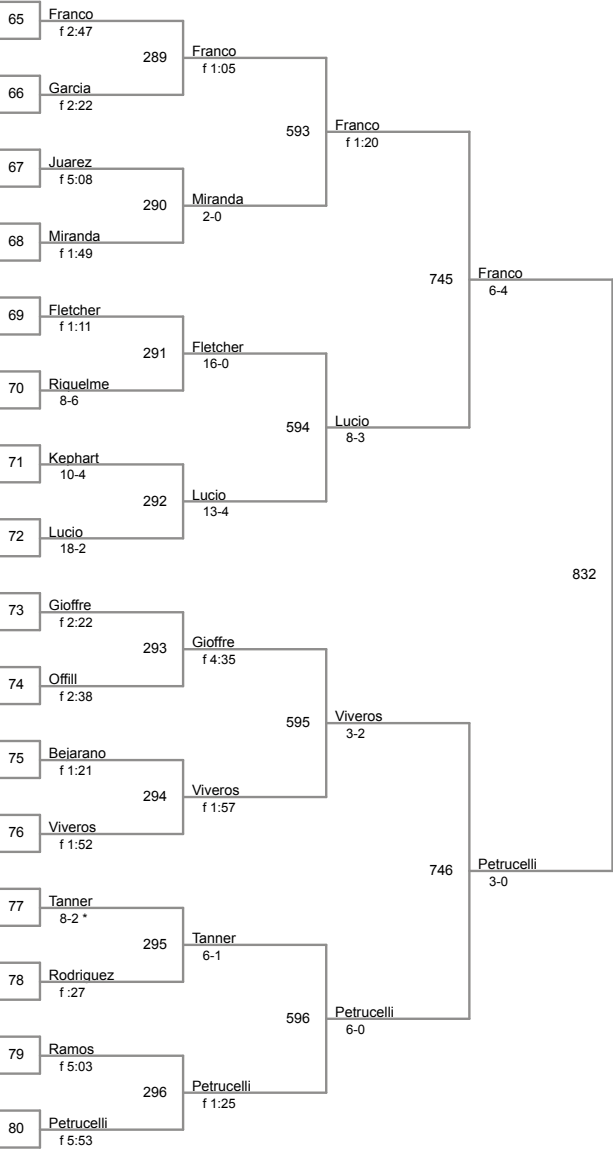 65
Franco
f 2:47
289
Franco
f 1:05
66
Garcia
f 2:22
593
Franco
f 1:20
67
Juarez
f 5:08
290
Miranda
2-0
68
Miranda
f 1:49
745
Franco
6-4
69
Fletcher
f 1:11
291
Fletcher
16-0
70
Riquelme
8-6
594
Lucio
8-3
71
Kephart
10-4
292
Lucio
13-4
72
Lucio
18-2
832
73
Gioffre
f 2:22
293
Gioffre
f 4:35
74
Offill
f 2:38
595
Viveros
3-2
75
Bejarano
f 1:21
294
Viveros
f 1:57
76
Viveros
f 1:52
746
Petrucelli
3-0
77
Tanner
8-2 *
295
Tanner
6-1
78
Rodriguez
f :27
596
Petrucelli
6-0
79
Ramos
f 5:03
296
Petrucelli
f 1:25
80
Petrucelli
f 5:53